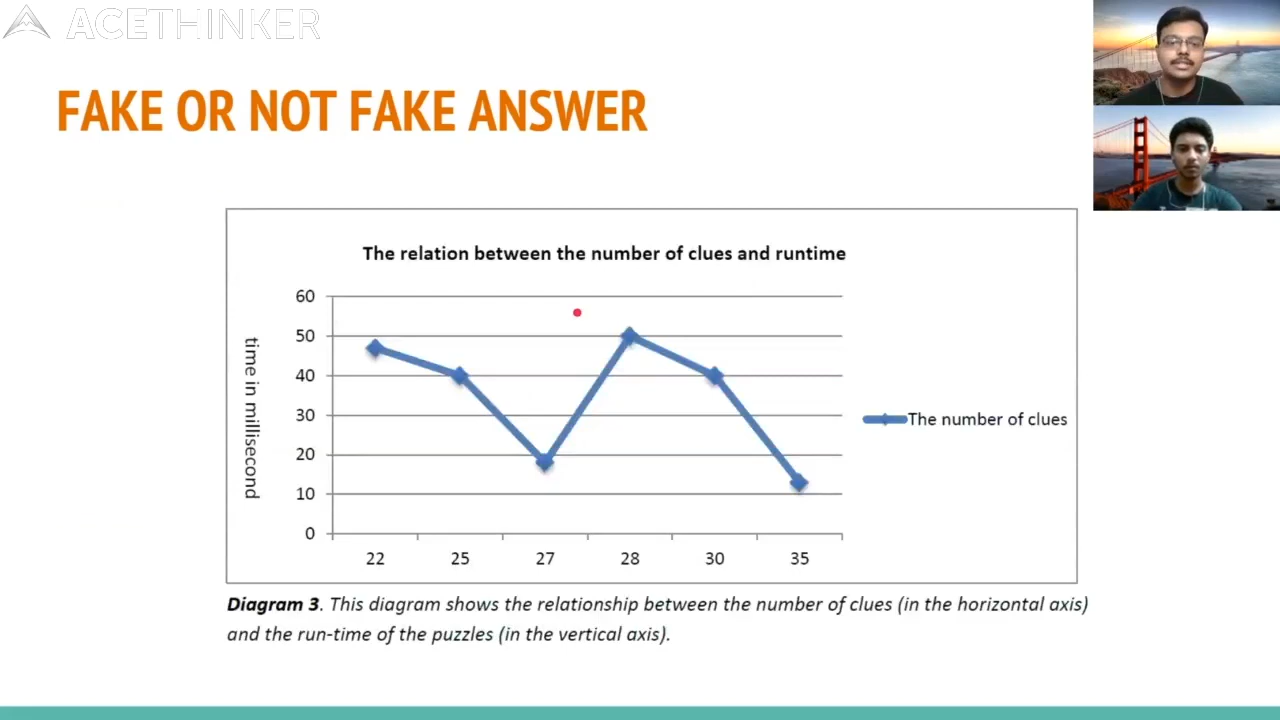 ACETHINKER
FAKE OR NOT FAKE ANSWER
The relation between the number of clues and runtime
60
50
40
30
20
10
0
time in millisecond
22 25 27 28 30 35
The number of clues
Diagram 3. This diagram shows the relationship between the number of clues (in the horizontal axis)
and the run-time of the puzzles (in the vertical axis).